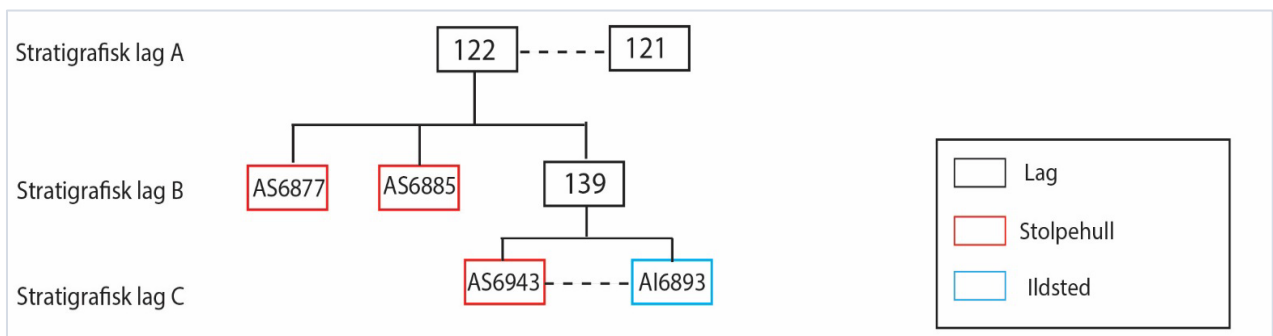 Stratigrafisk lag A
122
121
Stratigrafisk lag B
AS6877
AS6885
139
Stratigrafisk lag C
AS6943
AI6893
Lag
Stolpehull
Ildsted